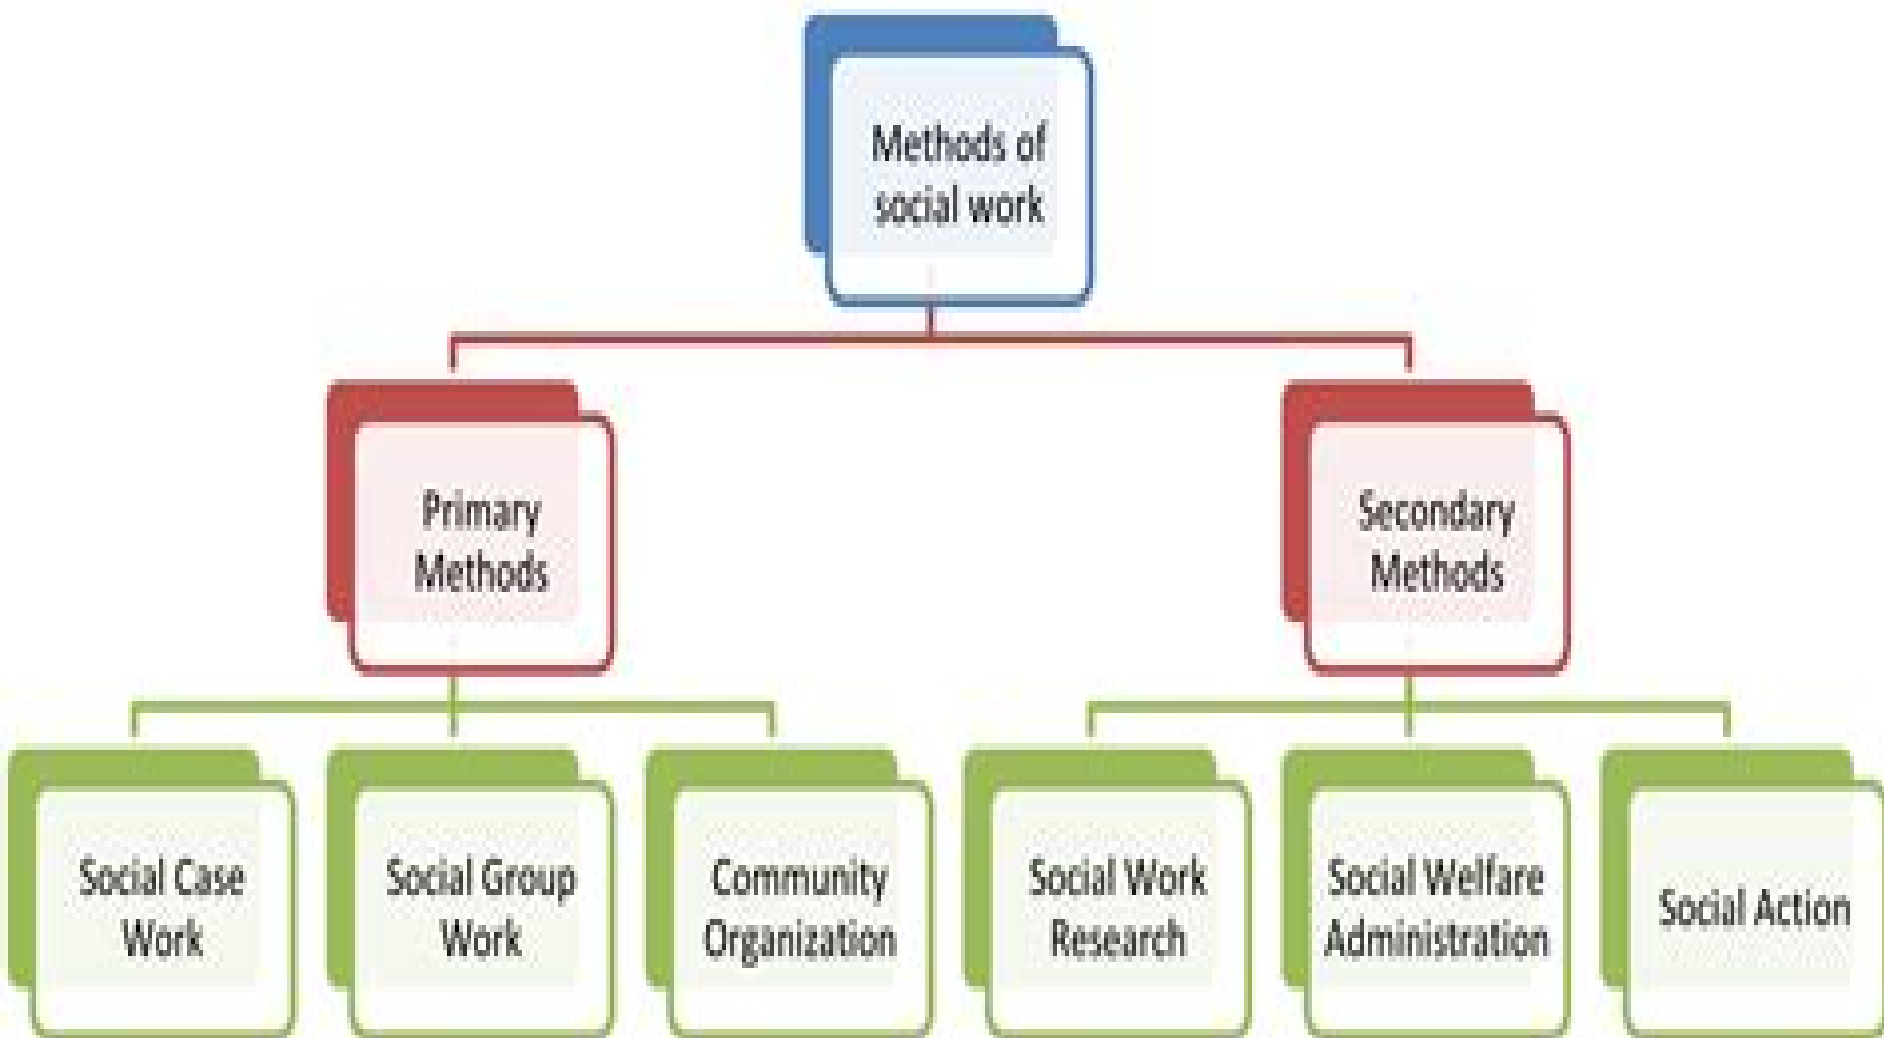 Methods of
social work
Primary
Methods
Secondary
Methods
Social Case
Work
Social Group
Work
Community
Organization
Social Work
Research
Social Welfare
Administration
Social Action